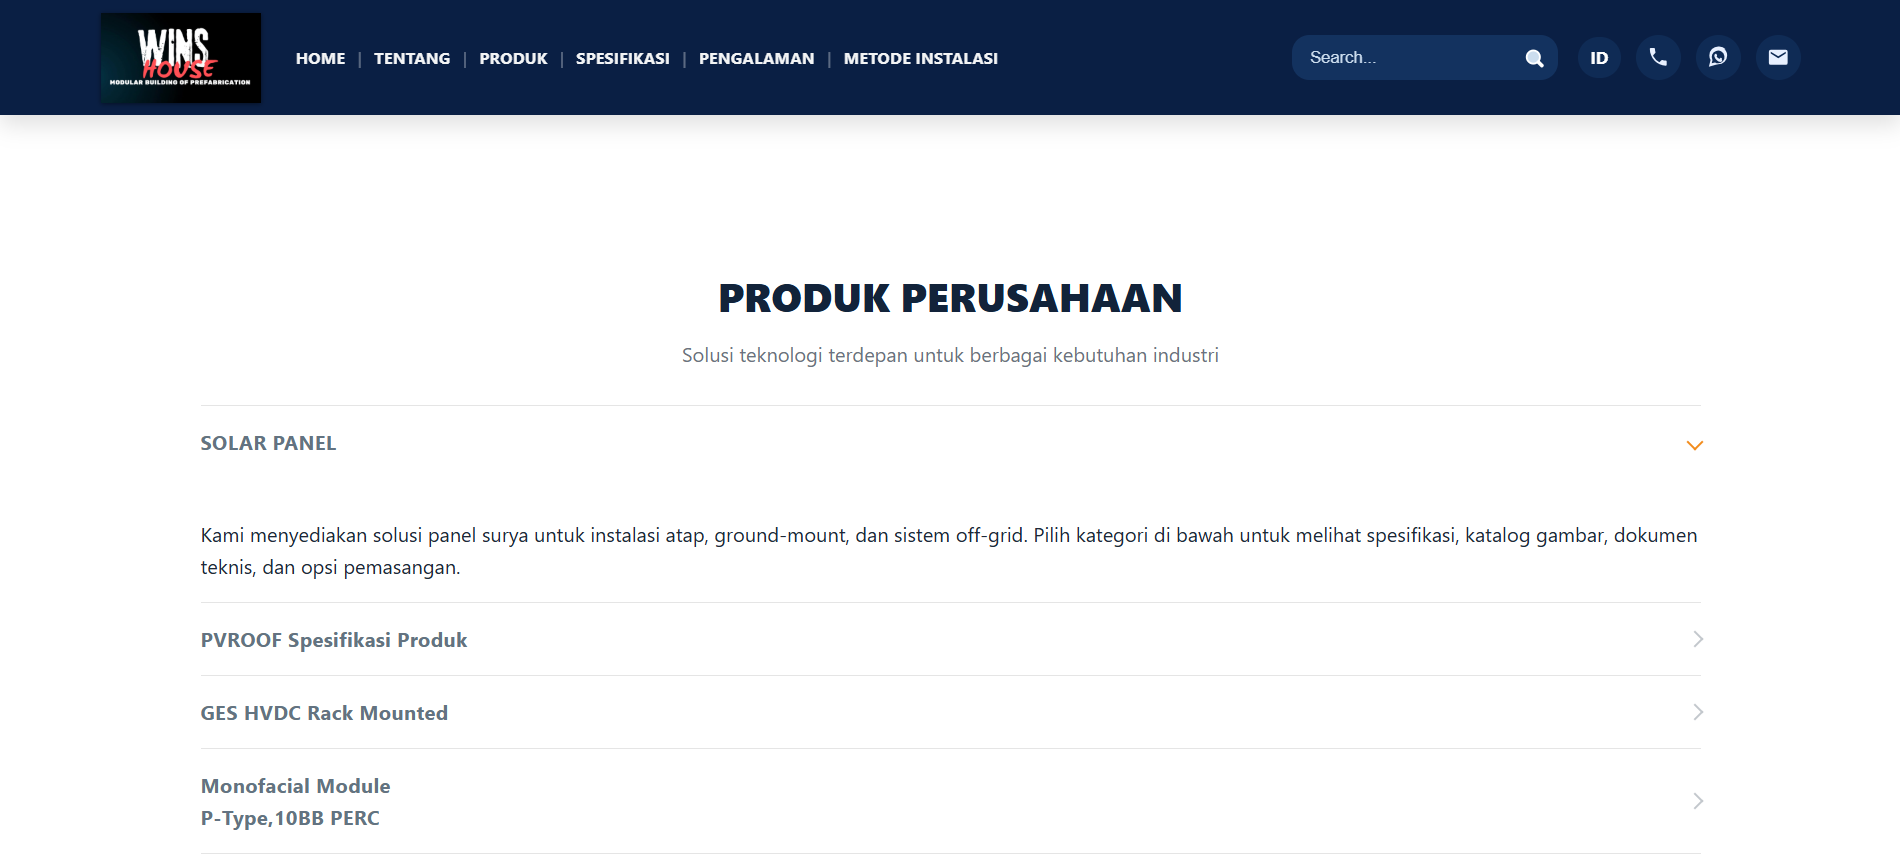 WINS
HOUSE
MODULAR BUILDING OF PREFABRICATION
HOME | TENTANG | PRODUK | SPESIFIKASI | PENGALAMAN | METODE INSTALASI
Search...
ID
PRODUK PERUSAHAAN
Solusi teknologi terdepan untuk berbagai kebutuhan industri
SOLAR PANEL
Kami menyediakan solusi panel surya untuk instalasi atap, ground-mount, dan sistem off-grid. Pilih kategori di bawah untuk melihat spesifikasi, katalog gambar, dokumen
teknis, dan opsi pemasangan.
PVROOF Spesifikasi Produk
GES HVDC Rack Mounted
Monofacial Module
P-Type,10BB PERC